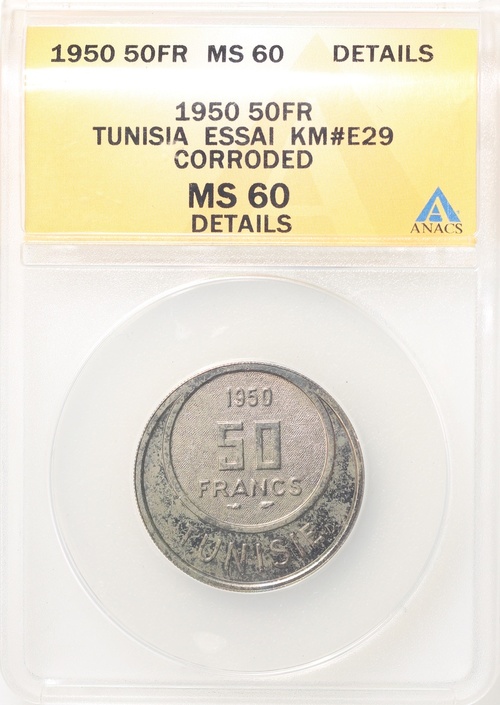 1950 50FR MS 60 DETAILS
1950 50FR
TUNISIA ESSAI KM#E29
CORRODED
MS 60
DETAILS
ANACS
1950
50
FRANCS
TUNISIE